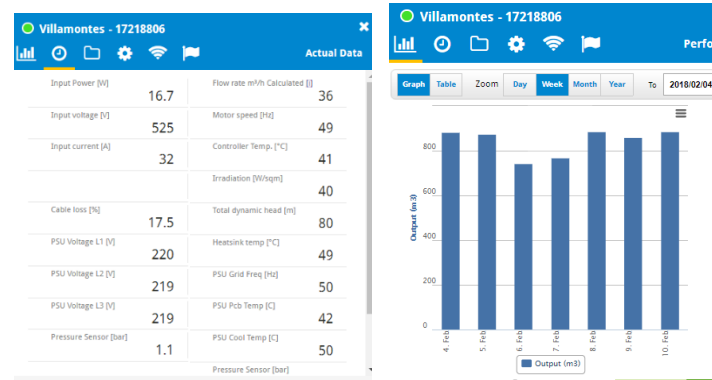 Villamontes - 17218806
Actual Data
Input Power [W] Flow rate m³/h Calculated [i]
16.7 36
Input voltage [V] Motor speed [Hz]
525 49
Input current [A] Controller Temp. [°C]
32 41
Irradiation [W/sqm]
40
Cable loss [%] Total dynamic head [m]
17.5 80
PSU Voltage L1 [V] Heatsink temp [°C]
220 49
PSU Voltage L2 [V] PSU Grid Freq [Hz]
219 50
PSU Voltage L3 [V] PSU Pcb Temp [C]
219 42
Pressure Sensor [bar] PSU Cool Temp [C]
1.1 50
Pressure Sensor [bar]
Villamontes - 17218806
Perfo
Graph Table Zoom Day Week Month Year To 2018/02/04
Output (m3)
800
600
400
200
0
4. Feb 5. Feb 6. Feb 7. Feb 8. Feb 9. Feb 10. Feb
Output (m3)